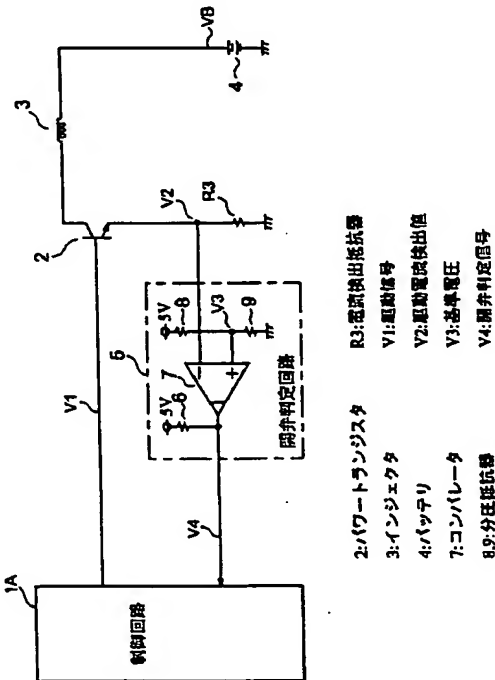 1A
制御回路
V1
V4
2
3
VB
4
V2
R3
5
5V
6
7
5V
8
V3
9
開弁判定回路
2:パワートランジスタ
3:インジェクタ
4:バッテリ
7:コンパレータ
8,9:分圧抵抗器
R3:電流検出抵抗器
V1:駆動信号
V2:駆動電流検出値
V3:基準電圧
V4:開弁判定信号